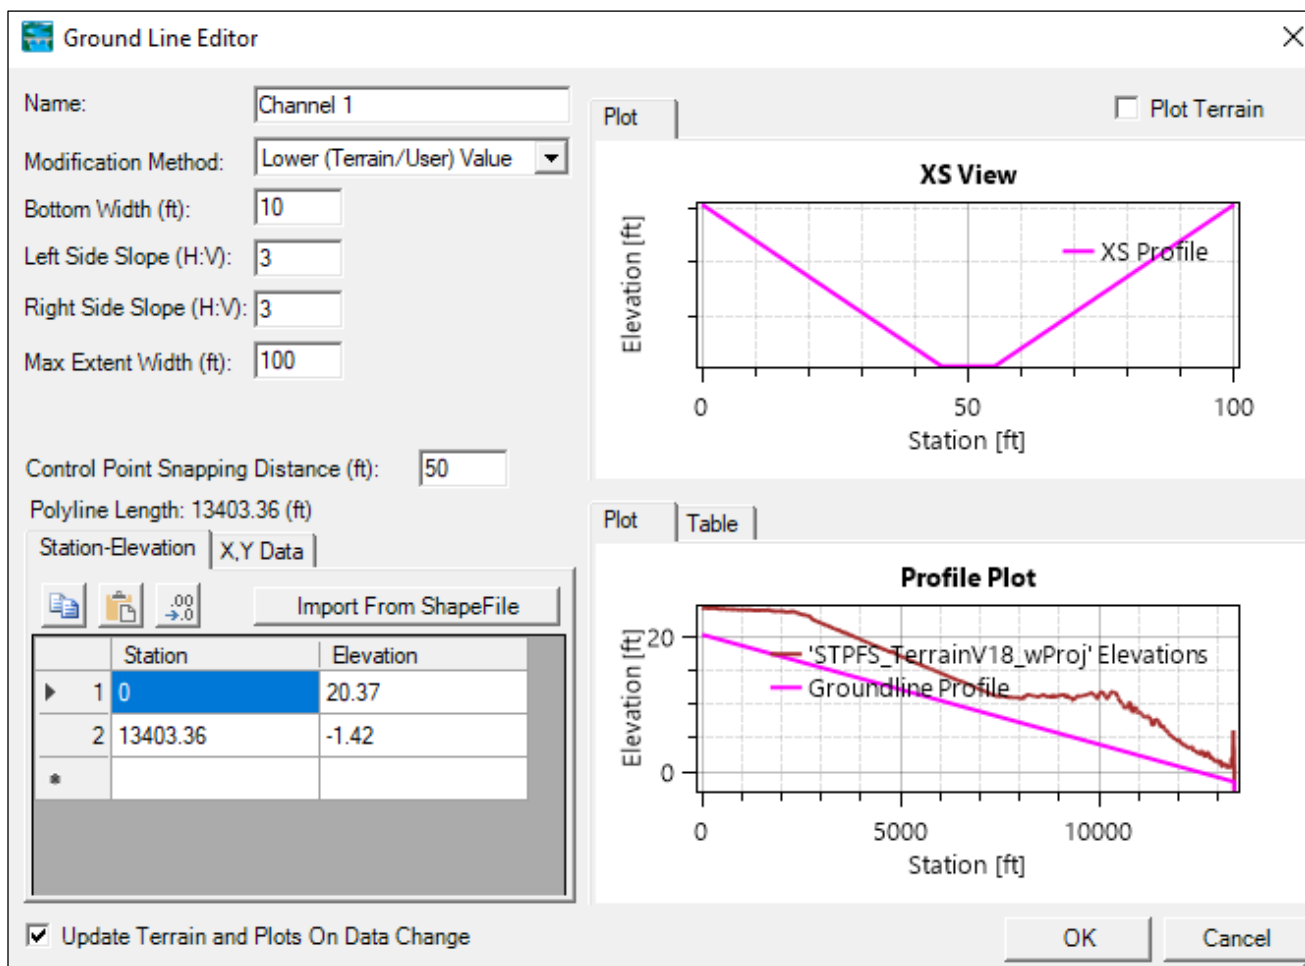 Ground Line Editor
Name: Channel 1
Modification Method: Lower (Terrain/User) Value
Bottom Width (ft): 10
Left Side Slope (H:V): 3
Right Side Slope (H:V): 3
Max Extent Width (ft): 100
Control Point Snapping Distance (ft): 50
Polyline Length: 13403.36 (ft)
Station-Elevation X,Y Data
.00
→.0
Import From ShapeFile
Station Elevation
1 0 20.37
2 13403.36 -1.42
*
Update Terrain and Plots On Data Change
Plot
Plot Terrain
XS View
Elevation [ft]
XS Profile
0 50 100
Station [ft]
Plot Table
Profile Plot
Elevation [ft]
20
0
'STPFS_TerrainV18_wProj' Elevations
Groundline Profile
0 5000 10000
Station [ft]
OK Cancel